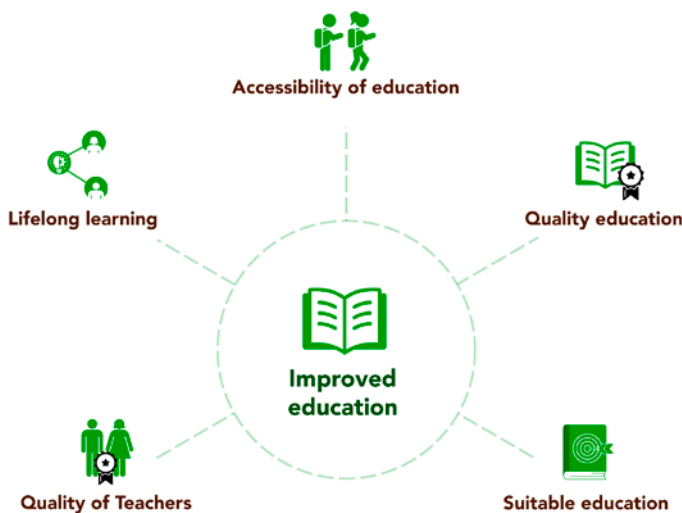 Accessibility of education
Lifelong learning
Quality education
Improved
education
Quality of Teachers
Suitable education